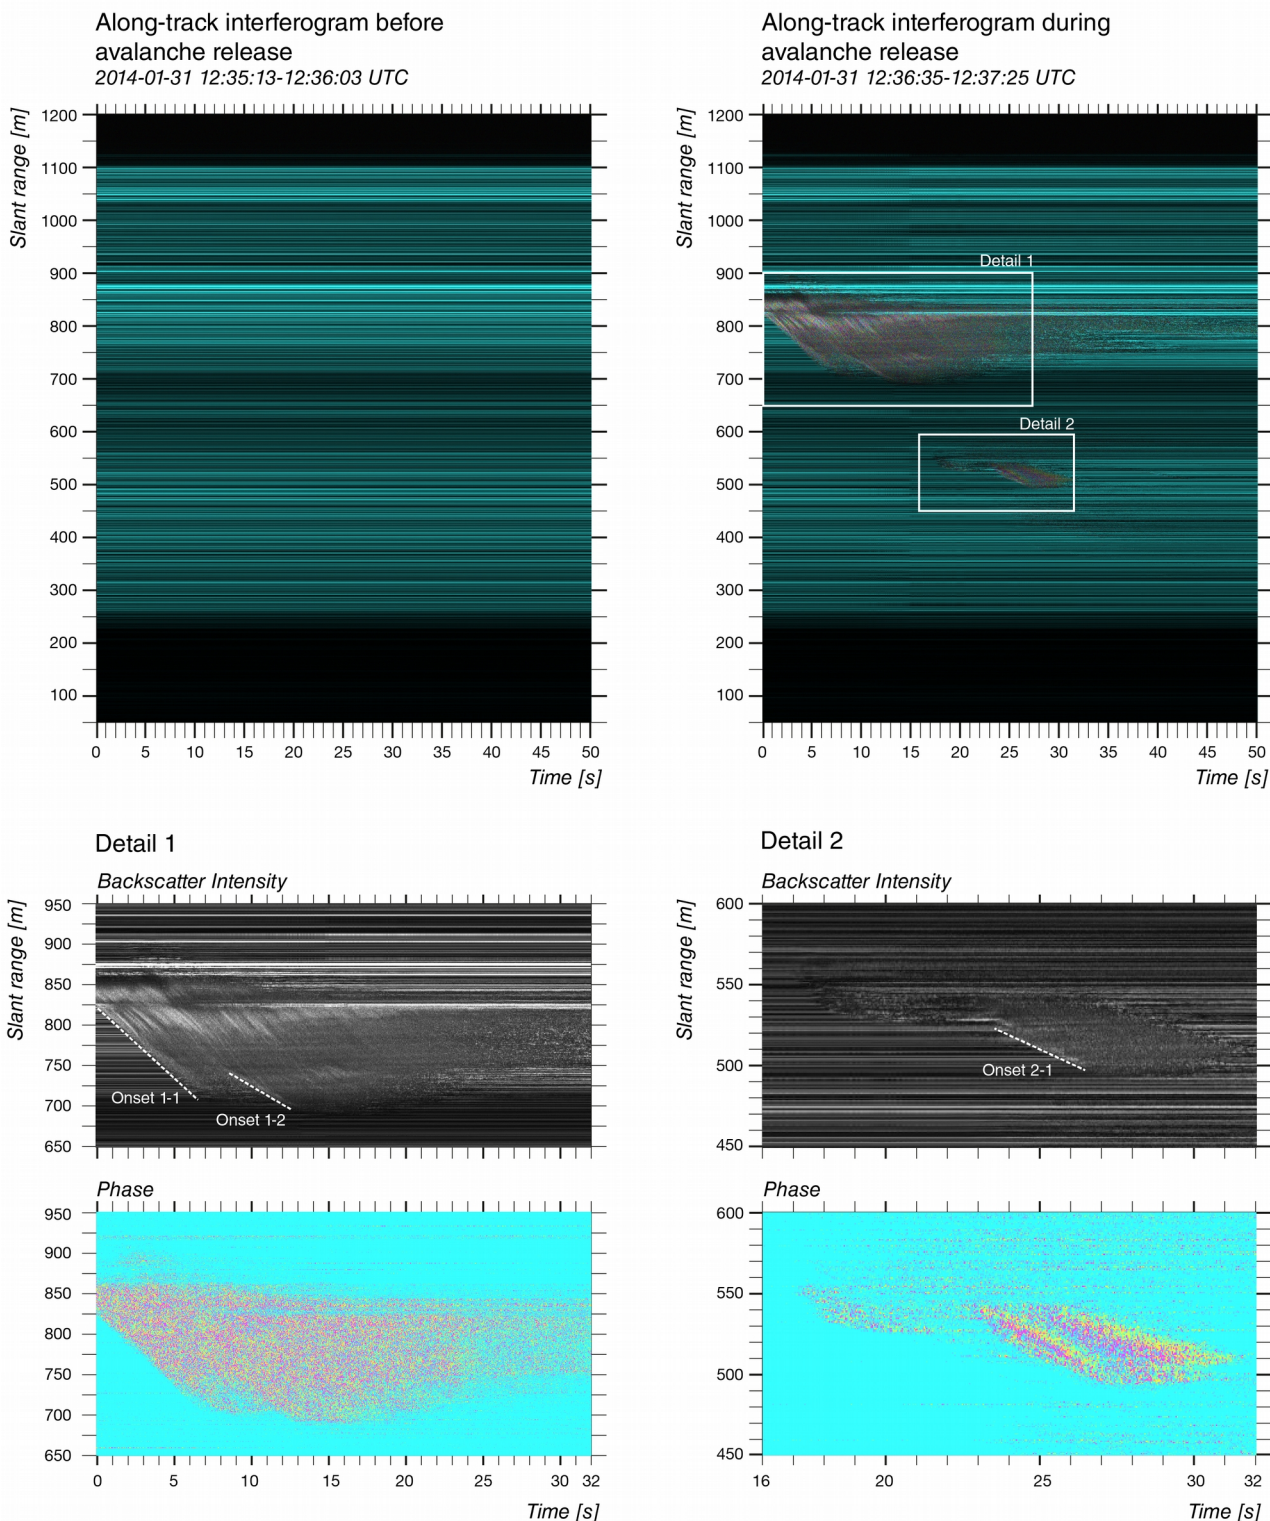 Along-track interferogram before
avalanche release
2014-01-31 12:35:13-12:36:03 UTC
Slant range [m]
1200
1100
1000
900
800
700
600
500
400
300
200
100
0 5 10 15 20 25 30 35 40 45 50
Time [s]
Along-track interferogram during
avalanche release
2014-01-31 12:36:35-12:37:25 UTC
Slant range [m]
1200
1100
1000
900
800
700
600
500
400
300
200
100
Detail 1
Detail 2
0 5 10 15 20 25 30 35 40 45 50
Time [s]
Detail 1
Backscatter Intensity
Slant range [m]
950
900
850
800
750
700
650
Onset 1-1
Onset 1-2
Phase
950
900
850
800
750
700
650
0 5 10 15 20 25 30 32
Time [s]
Detail 2
Backscatter Intensity
Slant range [m]
600
550
500
450
Onset 2-1
Phase
600
550
500
450
16 20 25 30 32
Time [s]